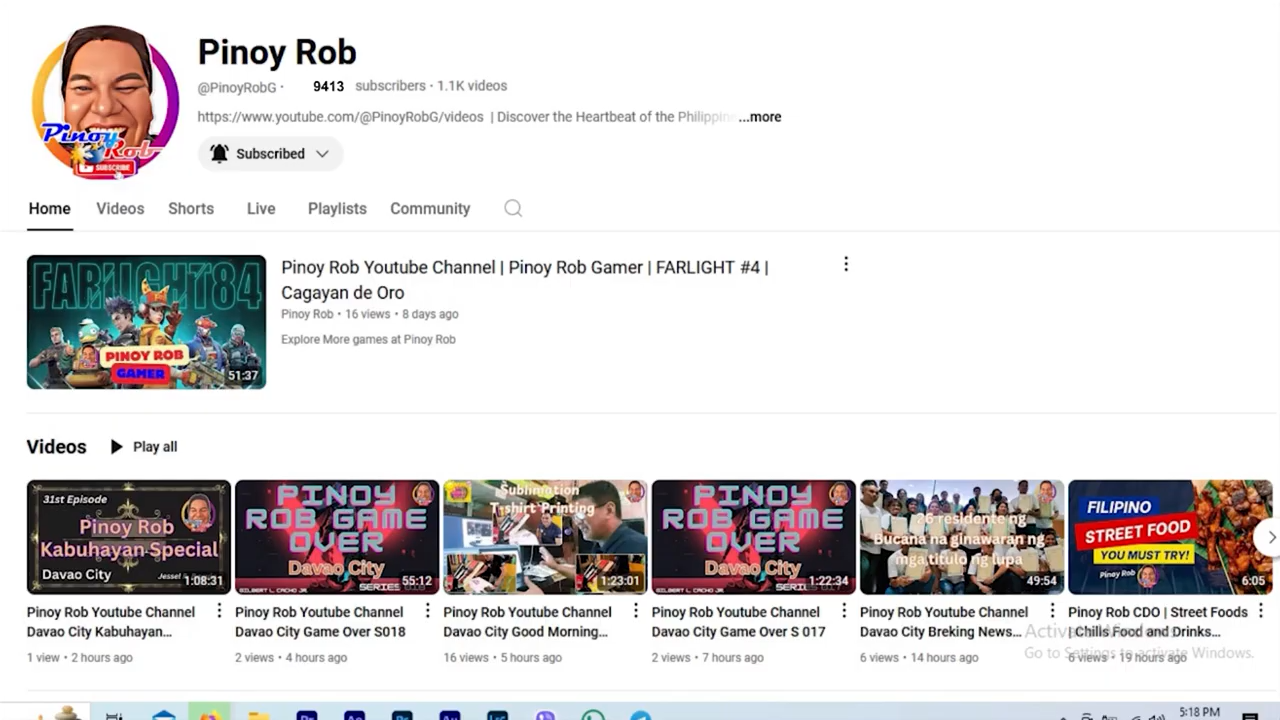 Pinoy Rob
@PinoyRobG · 9413 subscribers · 1.1K videos
https://www.youtube.com/@PinoyRobG/videos | Discover the Heartbeat of the Philippin ...more
Subscribed
Pinoy
Rob
SUBSCRIBE
Home Videos Shorts Live Playlists Community
FARLIGHT84
PINOY ROB
GAMER
51:37
Pinoy Rob Youtube Channel | Pinoy Rob Gamer | FARLIGHT #4 |
Cagayan de Oro
Pinoy Rob • 16 views • 8 days ago
Explore More games at Pinoy Rob
Videos Play all
31st Episode
Pinoy Rob
Kabuhayan Special
Davao City
Jessel
1:08:31
PINOY
ROB GAME
OVER
Davao City
SERIES
55:12
Sublimation
T-shirt Printing
1:23:01
PINOY
ROB GAME
OVER
Davao City
SERIES
GILBERT L. CACHO JR.
1:22:34
26 residente ng
Bucana na ginawaran ng
mga titulo ng lupa
49:54
FILIPINO
STREET FOOD
YOU MUST TRY!
Pinoy Rob
6:05
Pinoy Rob Youtube Channel
Davao City Kabuhayan...
1 view • 2 hours ago
Pinoy Rob Youtube Channel
Davao City Game Over S018
2 views • 4 hours ago
Pinoy Rob Youtube Channel
Davao City Good Morning...
16 views • 5 hours ago
Pinoy Rob Youtube Channel
Davao City Game Over S 017
2 views • 7 hours ago
Pinoy Rob Youtube Channel
Davao City Breking News...
6 views • 14 hours ago
Pinoy Rob CDO | Street Foods
| Chills Food and Drinks...
6 views • 19 hours ago
Activate Windows
Go to Settings to activate Windows.
5:18 PM